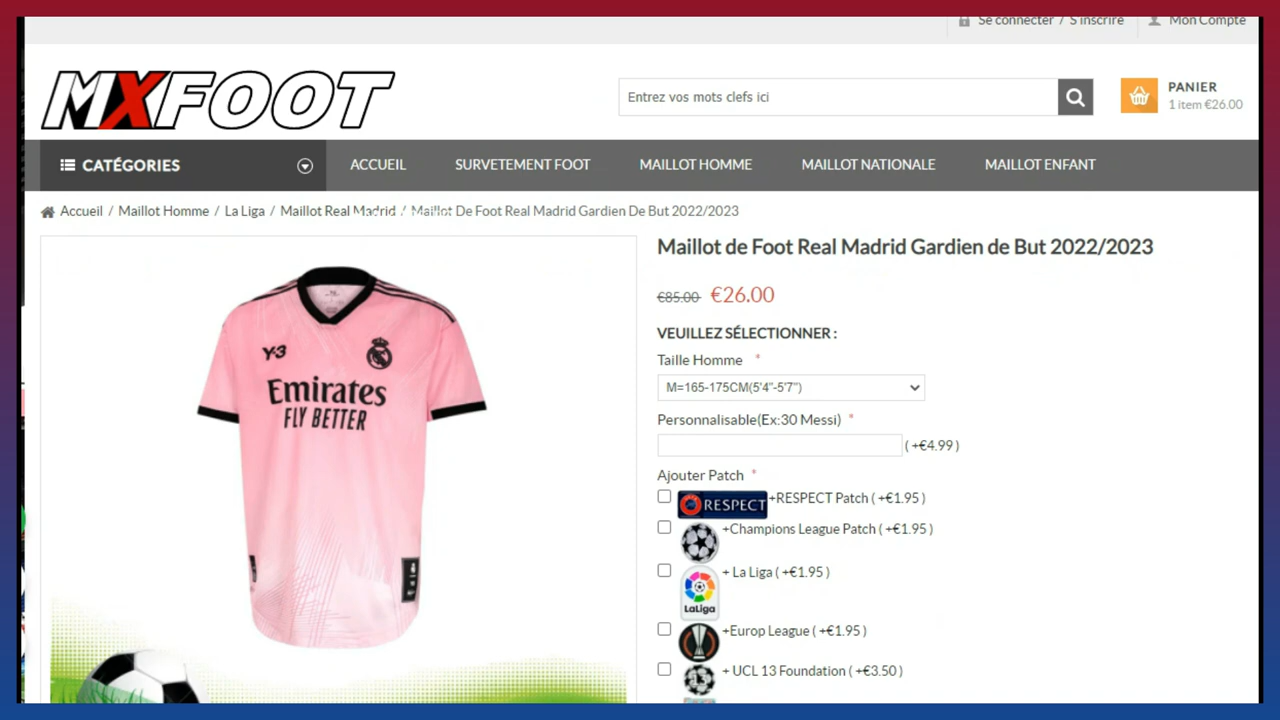 Se connecter / S'inscrire
Mon Compte
MXFOOT
Entrez vos mots clefs ici
PANIER
1 item €26.00
CATÉGORIES
ACCUEIL
SURVETEMENT FOOT
MAILLOT HOMME
MAILLOT NATIONALE
MAILLOT ENFANT
Accueil / Maillot Homme / La Liga / Maillot Real Madrid / Maillot De Foot Real Madrid Gardien De But 2022/2023
Maillot de Foot Real Madrid Gardien de But 2022/2023
€85.00 €26.00
VEUILLEZ SÉLECTIONNER :
Taille Homme *
M=165-175CM(5'4"-5'7")
Personnalisable(Ex:30 Messi) *
( +€4.99 )
Ajouter Patch *
RESPECT +RESPECT Patch ( +€1.95 )
+Champions League Patch ( +€1.95 )
+ La Liga ( +€1.95 )
LaLiga
+Europ League ( +€1.95 )
+ UCL 13 Foundation ( +€3.50 )
13
Y-3
Emirates
FLY BETTER